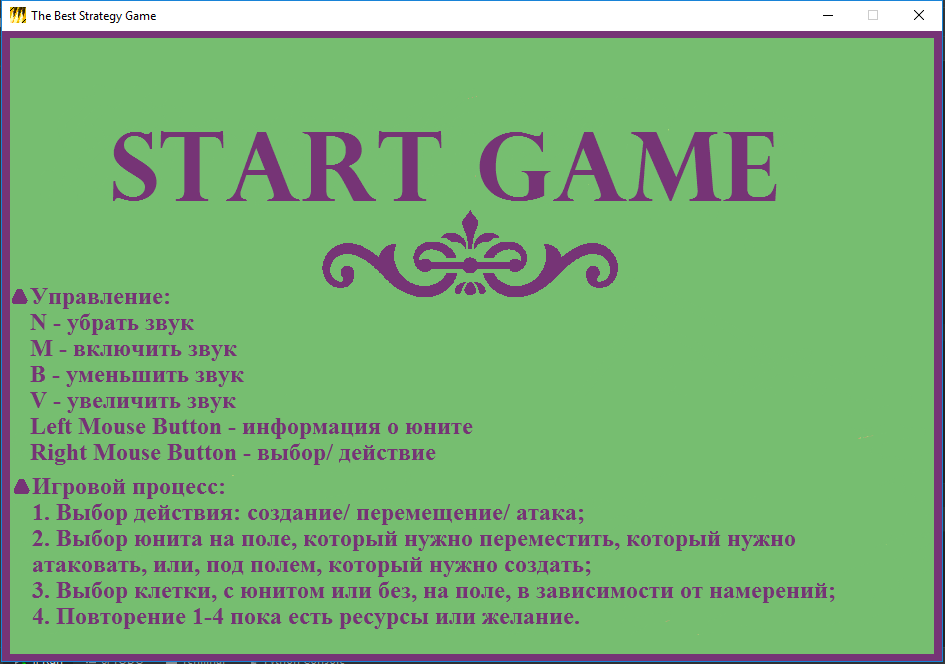 The Best Strategy Game
START GAME
Управление:
N - убрать звук
M - включить звук
B - уменьшить звук
V - увеличить звук
Left Mouse Button - информация о юните
Right Mouse Button - выбор/ действие
Игровой процесс:
1. Выбор действия: создание/ перемещение/ атака;
2. Выбор юнита на поле, который нужно переместить, который нужно
атаковать, или, под полем, который нужно создать;
3. Выбор клетки, с юнитом или без, на поле, в зависимости от намерений;
4. Повторение 1-4 пока есть ресурсы или желание.